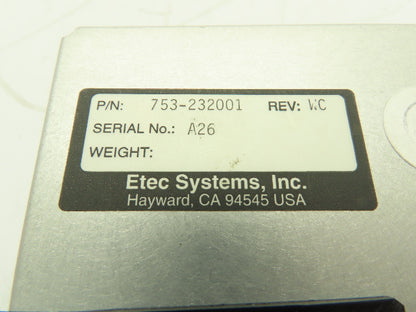 P/N: 753-232001 REV: WC
SERIAL No.: A26
WEIGHT:
Etec Systems, Inc.
Hayward, CA 94545 USA